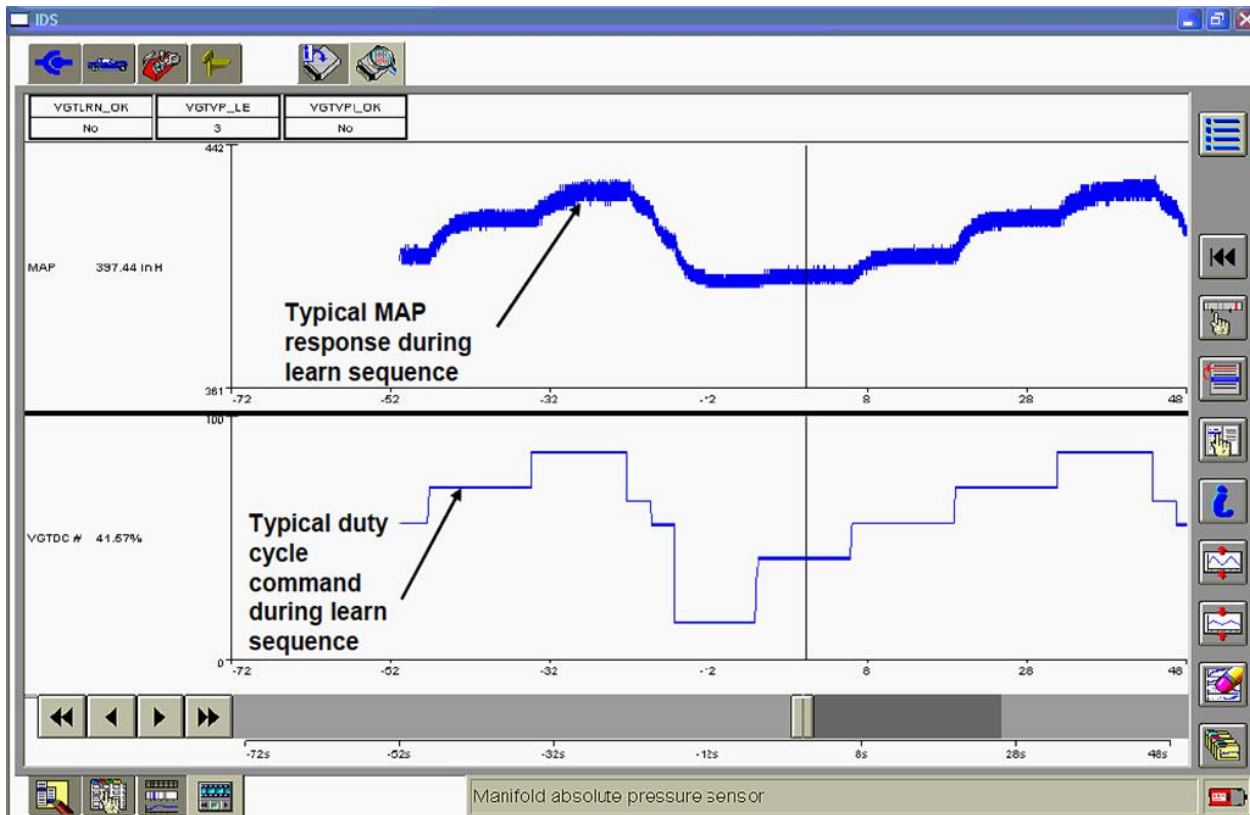 IDS
VGTLRN_OK VGTVP_LE VGTVPI_OK
No 3 No
442
MAP 397.44 in H
Typical MAP
response during
learn sequence
361
-72 -52 -32 -12 8 28 48
100
VGTDC # 41.57%
Typical duty
cycle
command
during learn
sequence
0
-72 -52 -32 -12 8 28 48
-72s -52s -32s -12s 8s 28s 48s
Manifold absolute pressure sensor